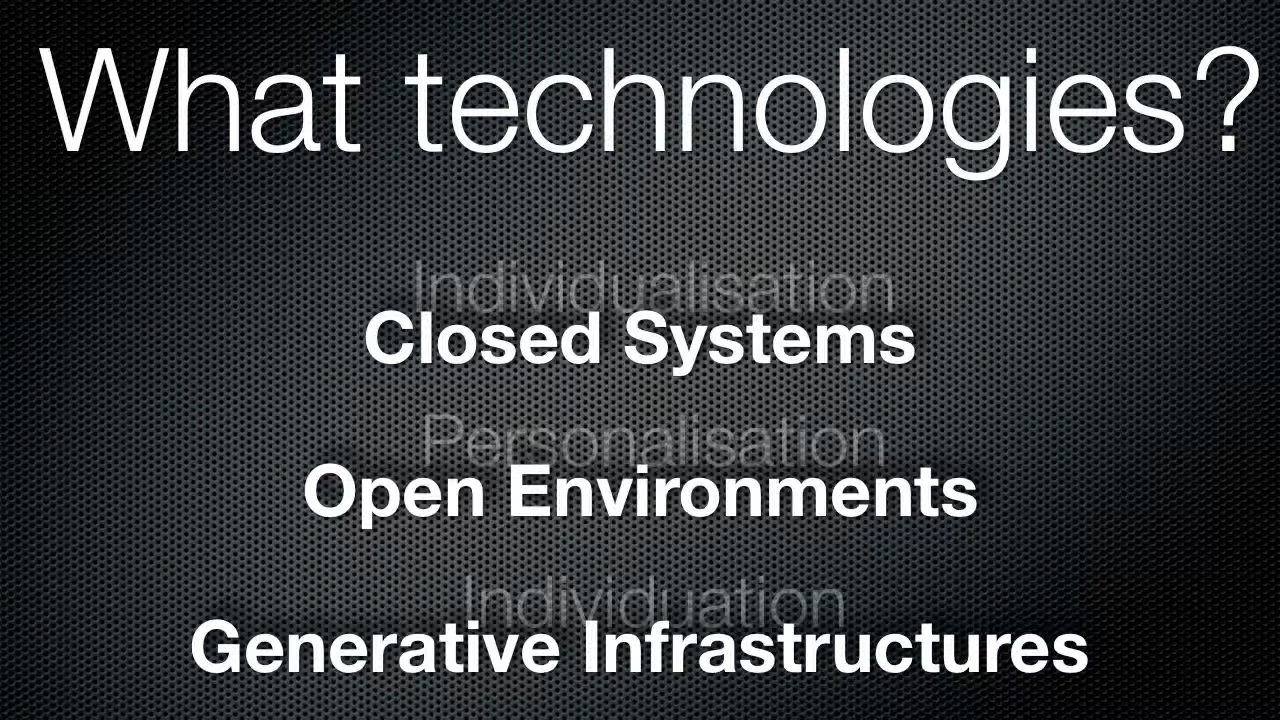 What technologies?
Individualisation
Closed Systems
Personalisation
Open Environments
Individuation
Generative Infrastructures